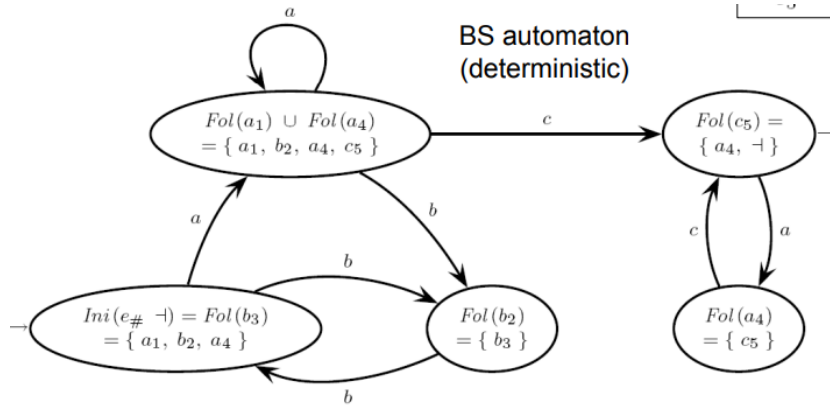 a
BS automaton
(deterministic)
Fol(a₁) ∪ Fol(a₄)
= { a₁, b₂, a₄, c₅ }
c
Fol(c₅) =
{ a₄, ⊣ }
a
b
c
a
b
Ini(e# ⊣) = Fol(b₃)
= { a₁, b₂, a₄ }
Fol(b₂)
= { b₃ }
Fol(a₄)
= { c₅ }
b